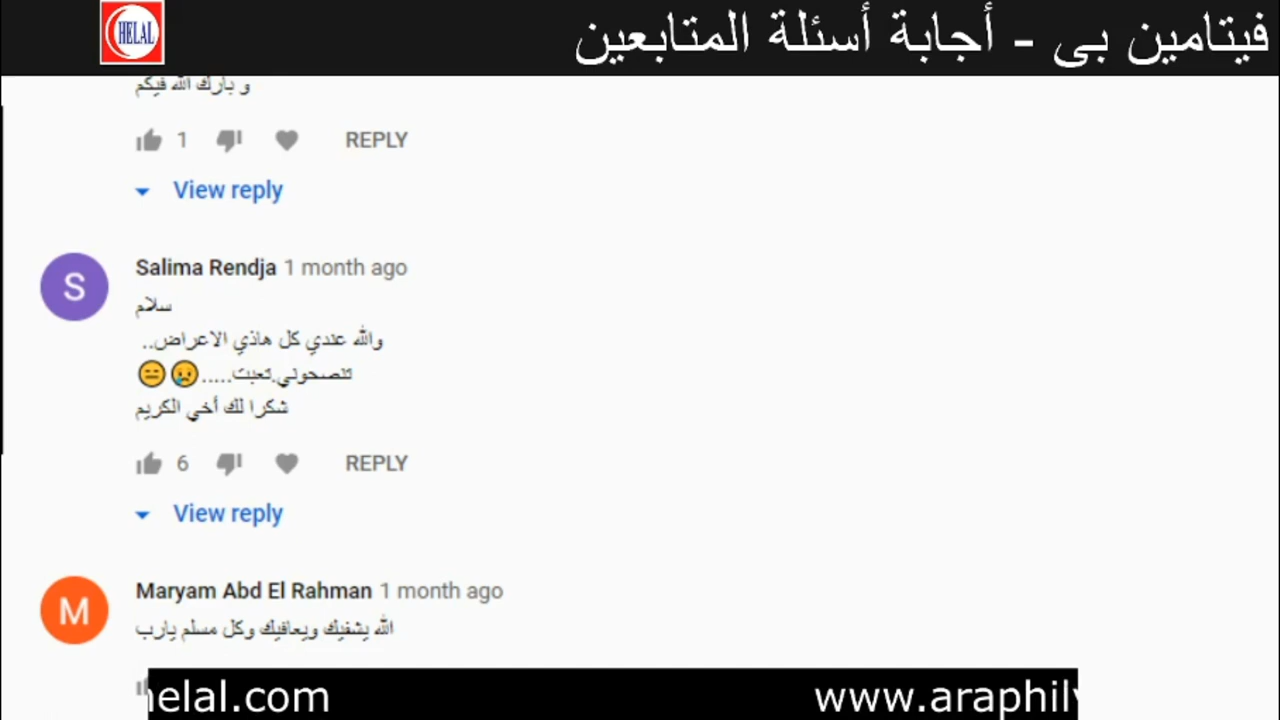 HELAL
فيتامين بى - أجابة أسئلة المتابعين
و بارك الله فيكم
1 REPLY
View reply
S
Salima Rendja 1 month ago
سلام
والله عندي كل هاذي الاعراض..
تنصحوني.تعبت.....😢😑
شكرا لك أخي الكريم
6 REPLY
View reply
M
Maryam Abd El Rahman 1 month ago
الله يشفيك ويعافيك وكل مسلم يارب
helal.com www.araphil